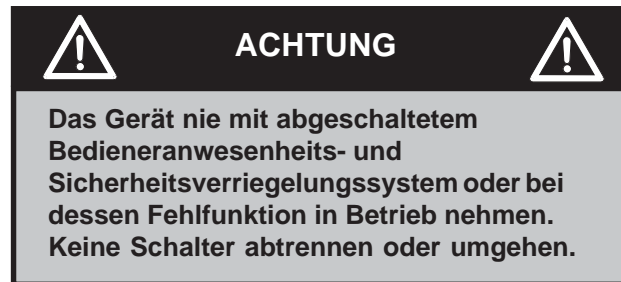 ACHTUNG
Das Gerät nie mit abgeschaltetem
Bedieneranwesenheits- und
Sicherheitsverriegelungssystem oder bei
dessen Fehlfunktion in Betrieb nehmen.
Keine Schalter abtrennen oder umgehen.